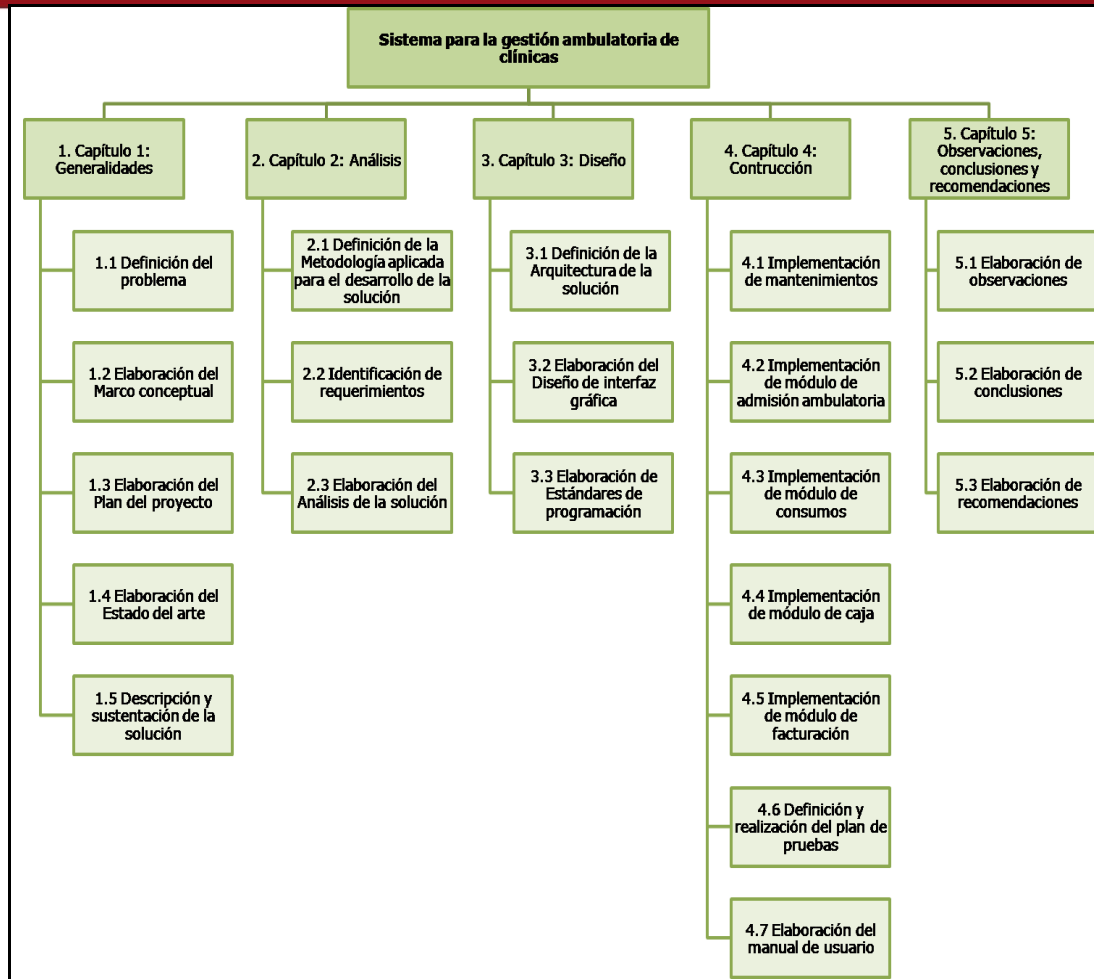 Sistema para la gestión ambulatoria de
clínicas
1. Capítulo 1:
Generalidades
1.1 Definición del
problema
1.2 Elaboración del
Marco conceptual
1.3 Elaboración del
Plan del proyecto
1.4 Elaboración del
Estado del arte
1.5 Descripción y
sustentación de la
solución
2. Capítulo 2: Análisis
2.1 Definición de la
Metodología aplicada
para el desarrollo de la
solución
2.2 Identificación de
requerimientos
2.3 Elaboración del
Análisis de la solución
3. Capítulo 3: Diseño
3.1 Definición de la
Arquitectura de la
solución
3.2 Elaboración del
Diseño de interfaz
gráfica
3.3 Elaboración de
Estándares de
programación
4. Capítulo 4:
Contrucción
4.1 Implementación
de mantenimientos
4.2 Implementación
de módulo de
admisión ambulatoria
4.3 Implementación
de módulo de
consumos
4.4 Implementación
de módulo de caja
4.5 Implementación
de módulo de
facturación
4.6 Definición y
realización del plan de
pruebas
4.7 Elaboración del
manual de usuario
5. Capítulo 5:
Observaciones,
conclusiones y
recomendaciones
5.1 Elaboración de
observaciones
5.2 Elaboración de
conclusiones
5.3 Elaboración de
recomendaciones